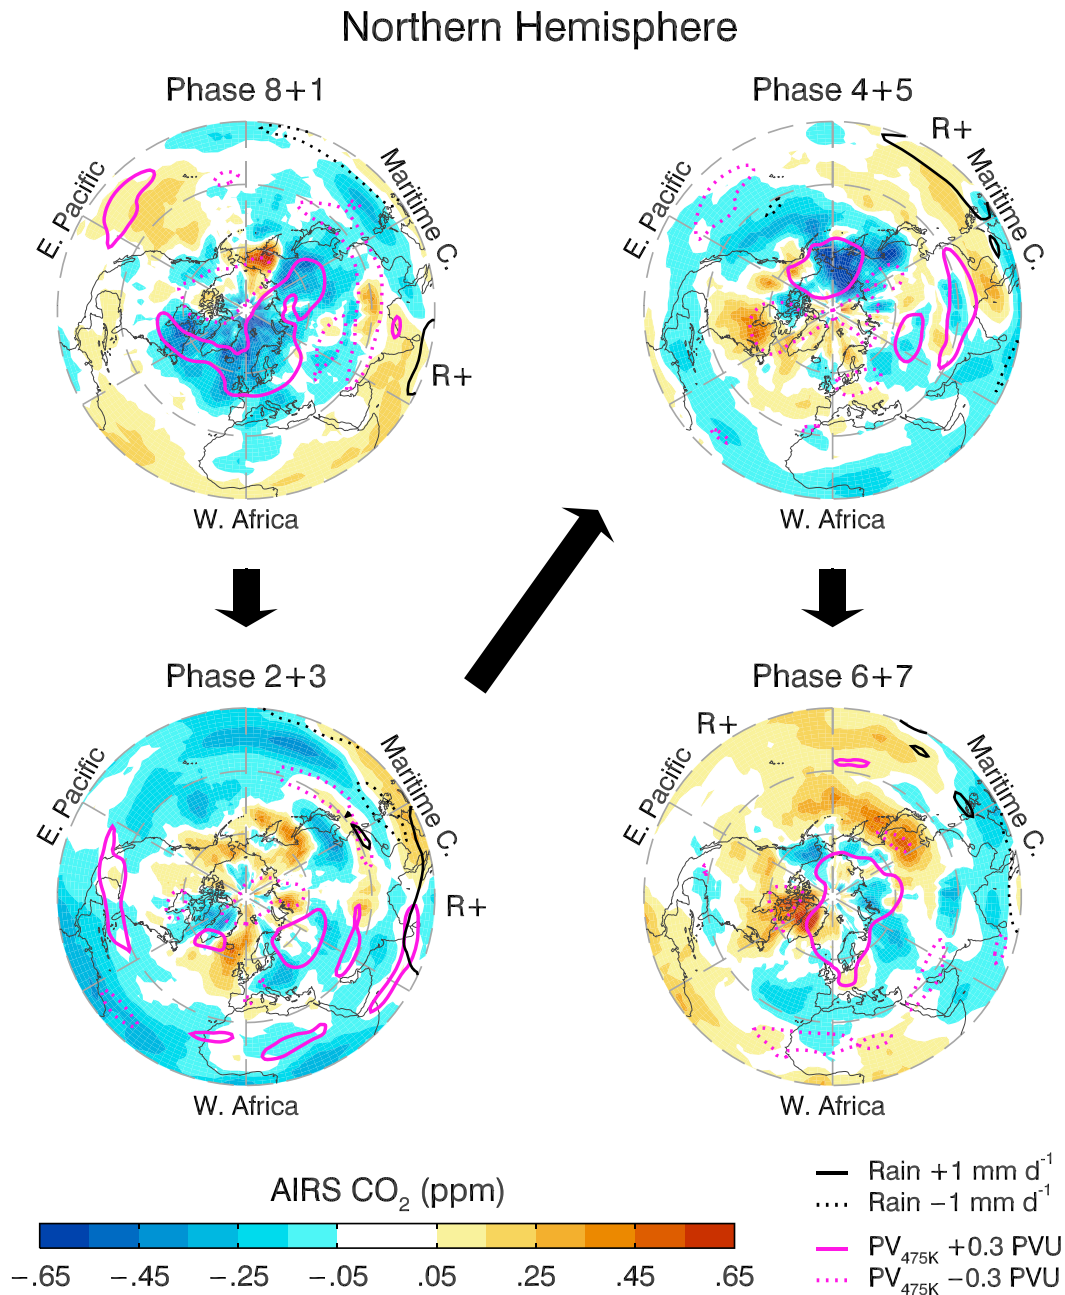 Northern Hemisphere
Phase 8+1
E. Pacific
Maritime C.
R+
W. Africa
Phase 4+5
R+
E. Pacific
Maritime C.
W. Africa
Phase 2+3
E. Pacific
Maritime C.
R+
W. Africa
Phase 6+7
R+
E. Pacific
Maritime C.
W. Africa
AIRS CO₂ (ppm)
−.65 −.45 −.25 −.05 .05 .25 .45 .65
Rain +1 mm d⁻¹
Rain −1 mm d⁻¹
PV₄₇₅K +0.3 PVU
PV₄₇₅K −0.3 PVU